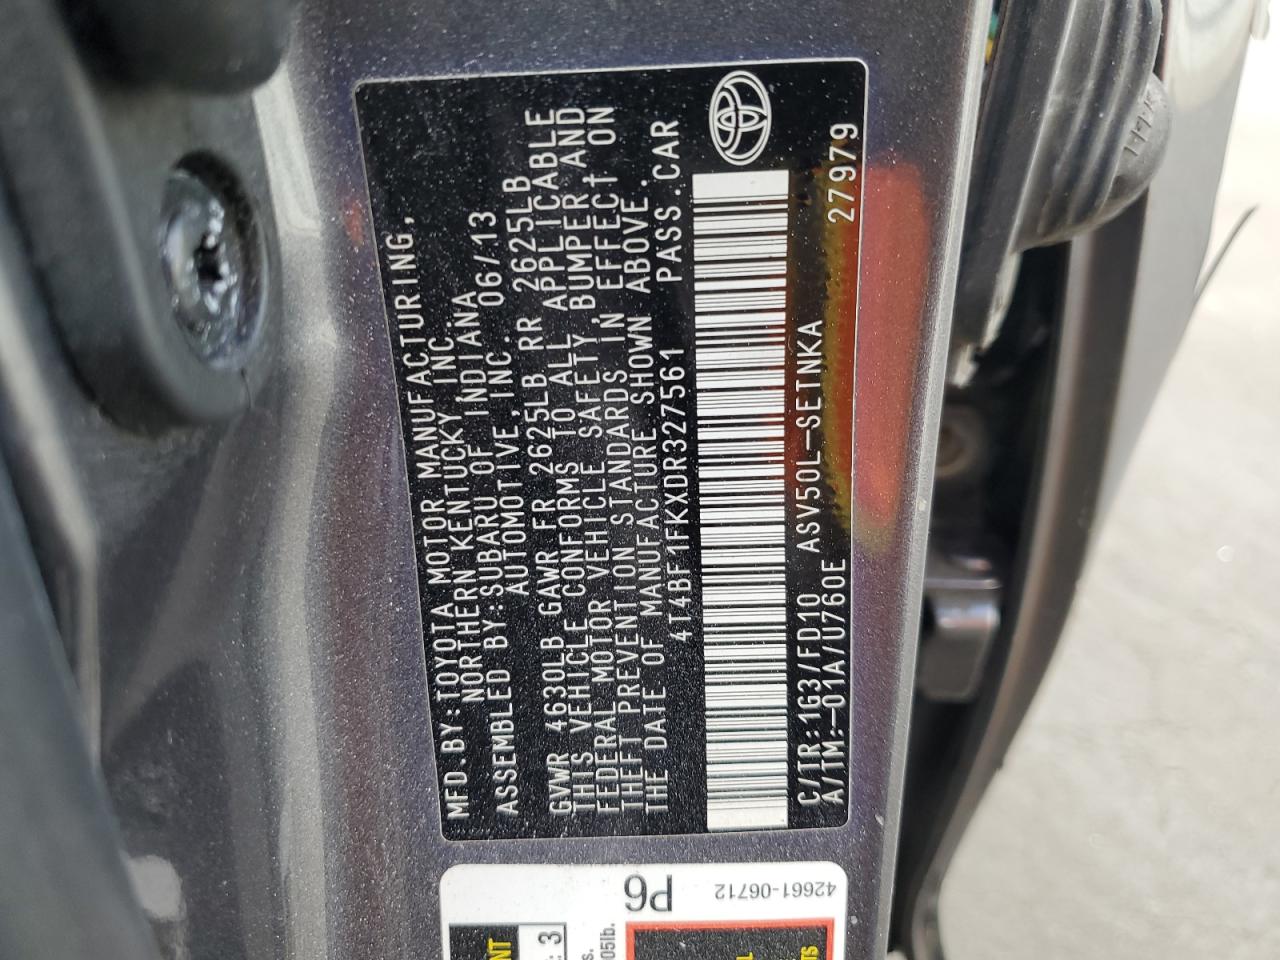 MFD.BY:TOYOTA MOTOR MANUFACTURING,
NORTHERN KENTUCKY, INC.
ASSEMBLED BY:SUBARU OF INDIANA
AUTOMOTIVE,INC. 06/13
GVWR 4630LB GAWR FR 2625LB RR 2625LB
THIS VEHICLE CONFORMS TO ALL APPLICABLE
FEDERAL MOTOR VEHICLE SAFETY,BUMPER AND
THEFT PREVENTION STANDARDS IN EFFECT ON
THE DATE OF MANUFACTURE SHOWN ABOVE.
4T4BF1FKXDR327561 PASS.CAR
C/TR:1G3/FD10 ASV50L-SETNKA
A/TM:-01A/U760E
27979
42661-06712
P6
3
05lb.